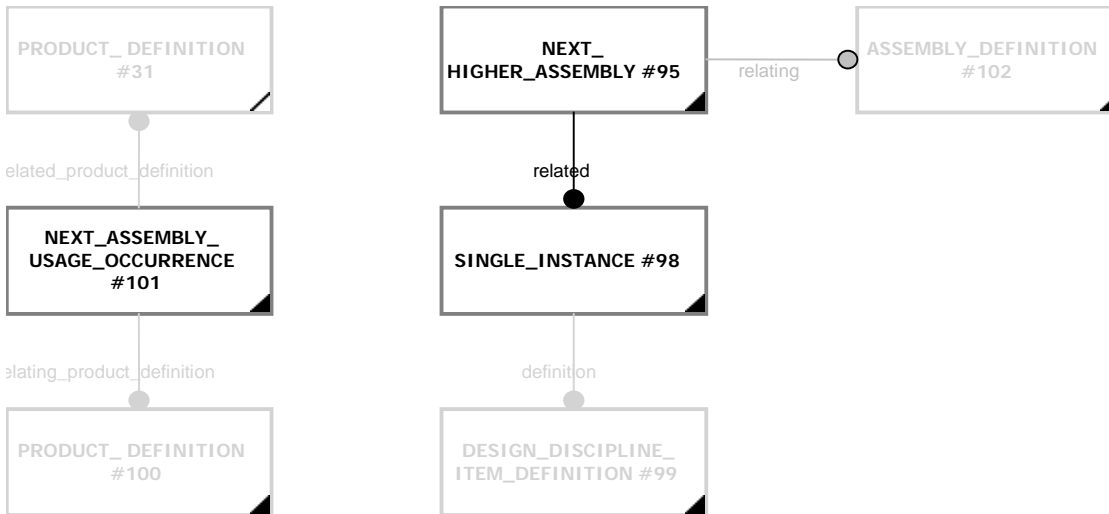 PRODUCT_ DEFINITION
#31
NEXT_
HIGHER_ASSEMBLY #95
relating
ASSEMBLY_DEFINITION
#102
elated_product_definition
related
NEXT_ASSEMBLY_
USAGE_OCCURRENCE
#101
SINGLE_INSTANCE #98
elating_product_definition
definition
PRODUCT_ DEFINITION
#100
DESIGN_DISCIPLINE_
ITEM_DEFINITION #99